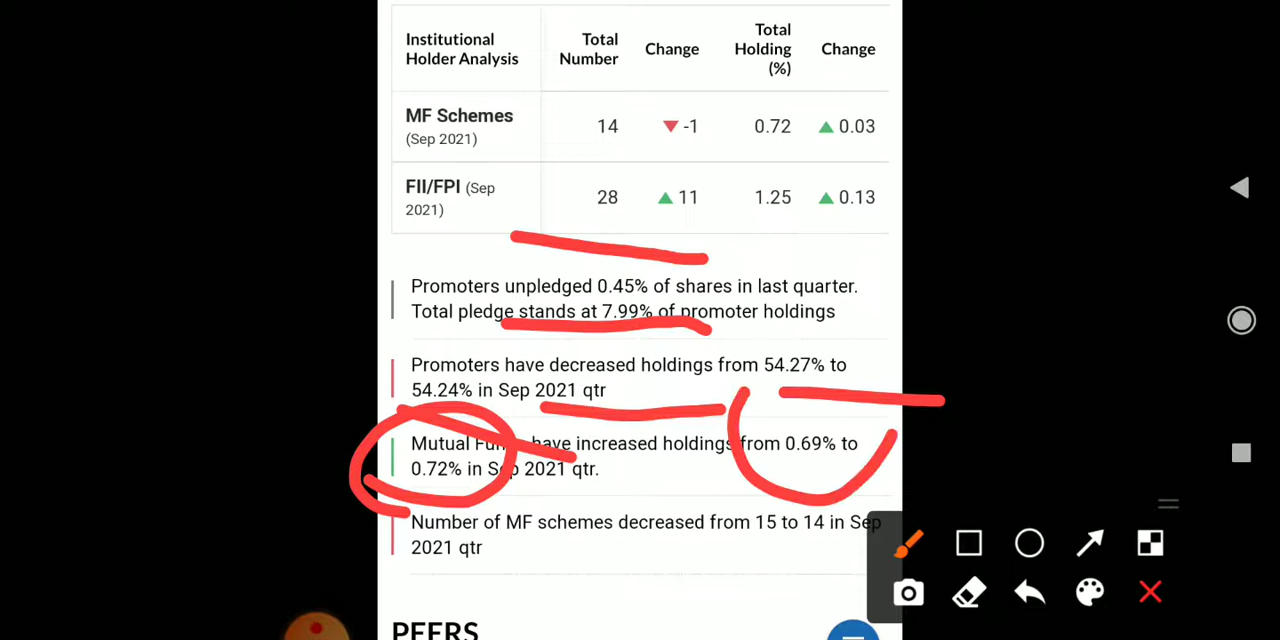 Institutional Total Change Total Change
Holder Analysis Number Holding
(%)
MF Schemes 14 -1 0.72 0.03
(Sep 2021)
FII/FPI (Sep 28 11 1.25 0.13
2021)
Promoters unpledged 0.45% of shares in last quarter.
Total pledge stands at 7.99% of promoter holdings
Promoters have decreased holdings from 54.27% to
54.24% in Sep 2021 qtr
Mutual Funds have increased holdings from 0.69% to
0.72% in Sep 2021 qtr.
Number of MF schemes decreased from 15 to 14 in Sep
2021 qtr
PEERS